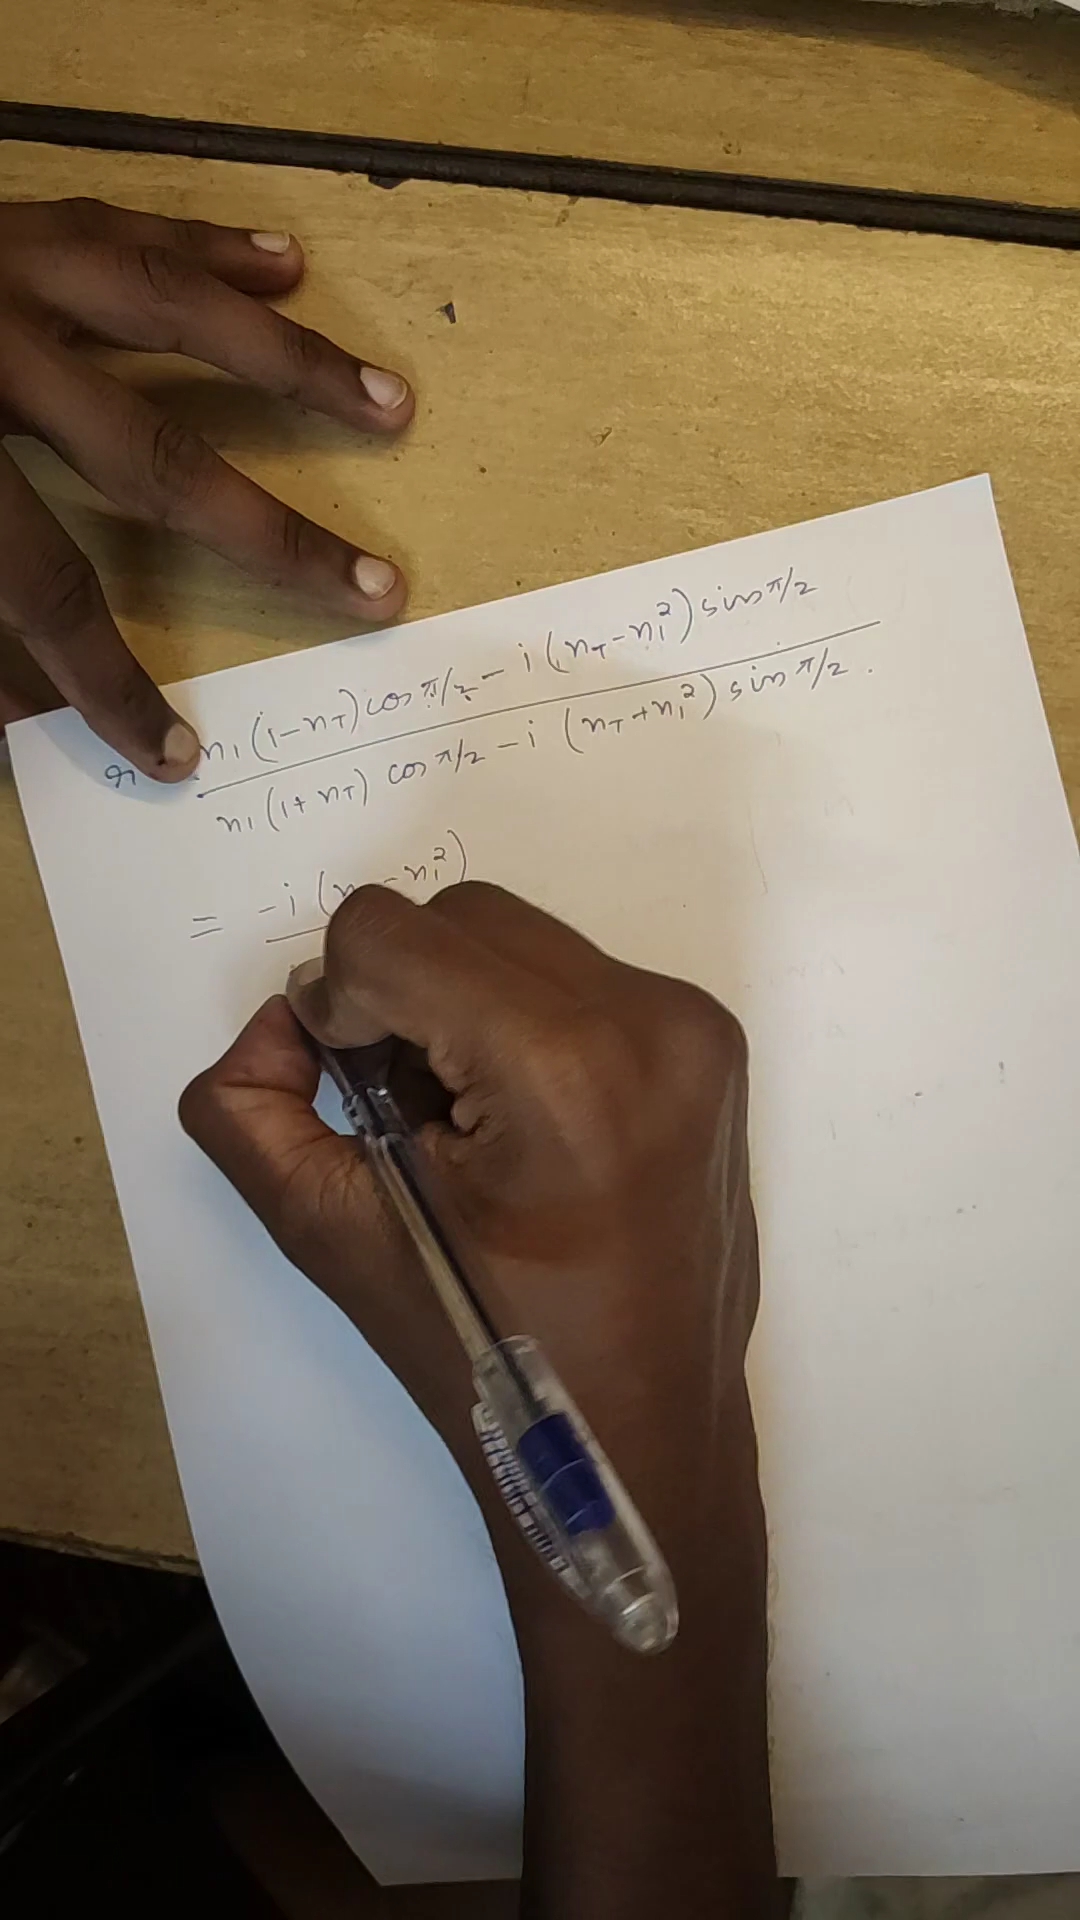 r n₁(1-n_T) cos π/2 - i (n_T - n₁²) sin π/2
n₁(1+n_T) cos π/2 - i (n_T + n₁²) sin π/2 .
= -i (n - n₁²)